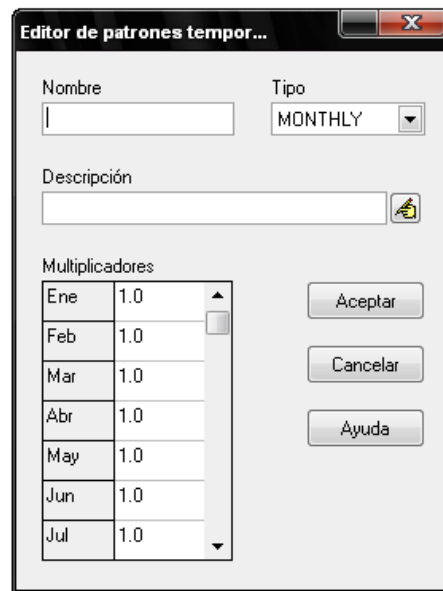 Editor de patrones tempor...
Nombre Tipo
MONTHLY
Descripción
Multiplicadores
Ene 1.0
Feb 1.0
Mar 1.0
Abr 1.0
May 1.0
Jun 1.0
Jul 1.0
Aceptar
Cancelar
Ayuda